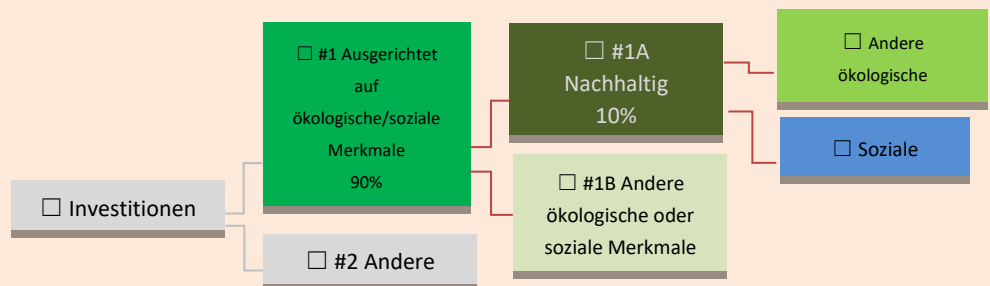 ☐ Investitionen
☐ #1 Ausgerichtet
auf
ökologische/soziale
Merkmale
90%
☐ #2 Andere
☐ #1A
Nachhaltig
10%
☐ #1B Andere
ökologische oder
soziale Merkmale
☐ Andere
ökologische
☐ Soziale